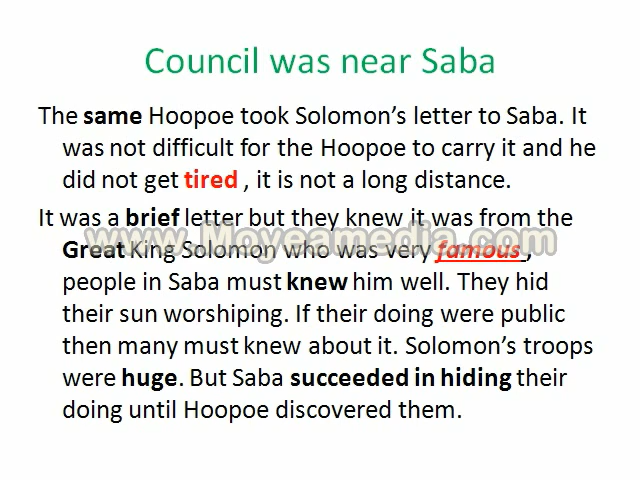 Council was near Saba
The same Hoopoe took Solomon's letter to Saba. It
was not difficult for the Hoopoe to carry it and he
did not get tired , it is not a long distance.
It was a brief letter but they knew it was from the
www.Moyeamedia.com
Great King Solomon who was very famous ,
people in Saba must knew him well. They hid
their sun worshiping. If their doing were public
then many must knew about it. Solomon's troops
were huge. But Saba succeeded in hiding their
doing until Hoopoe discovered them.